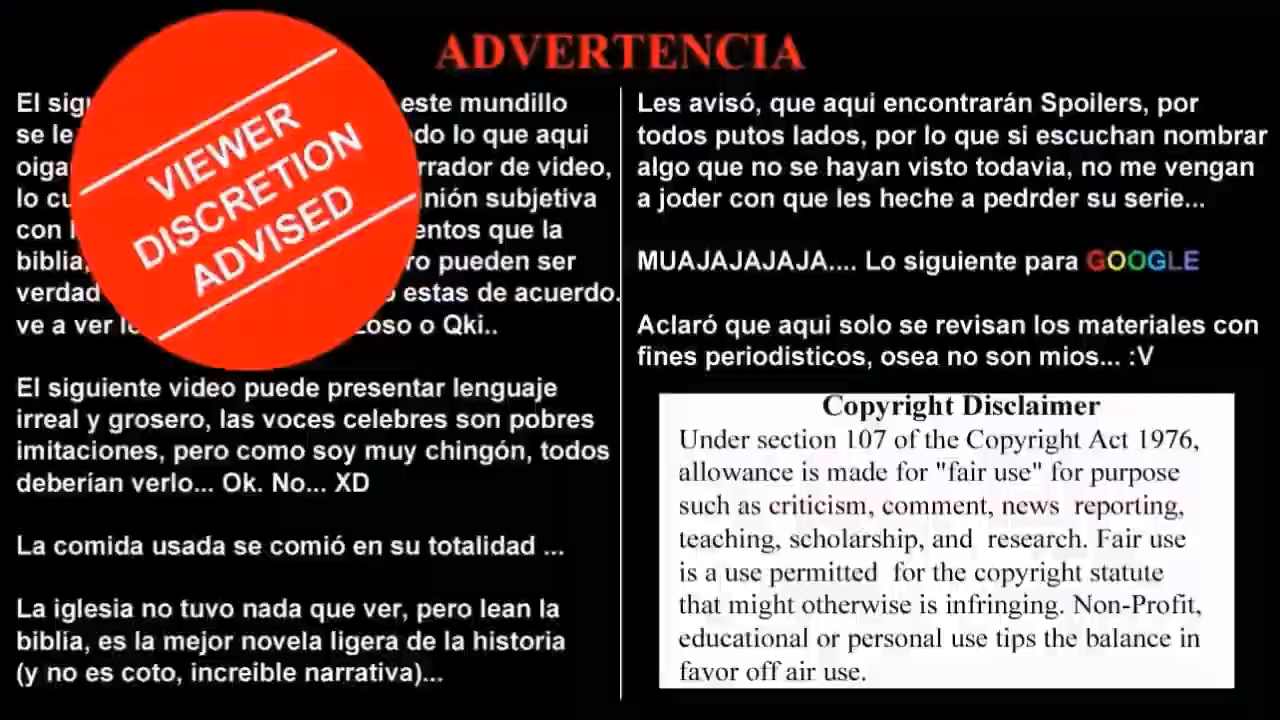 ADVERTENCIA
El este mundillo
se do lo que aqui
de video,
lo subjetiva
con que la
biblia, pueden ser
verdad estas de acuerdo.
ve a ver o Qki..
VIEWER
DISCRETION
ADVISED
El siguiente video puede presentar lenguaje
irreal y grosero, las voces celebres son pobres
imitaciones, pero como soy muy chingón, todos
deberían verlo... Ok. No... XD
La comida usada se comió en su totalidad ...
La iglesia no tuvo nada que ver, pero lean la
biblia, es la mejor novela ligera de la historia
(y no es coto, increible narrativa)...
Les avisó, que aqui encontrarán Spoilers, por
todos putos lados, por lo que si escuchan nombrar
algo que no se hayan visto todavia, no me vengan
a joder con que les heche a pedrder su serie...
MUAJAJAJAJA.... Lo siguiente para GOOGLE
Aclaró que aqui solo se revisan los materiales con
fines periodisticos, osea no son mios... :V
Copyright Disclaimer
Under section 107 of the Copyright Act 1976,
allowance is made for "fair use" for purpose
such as criticism, comment, news reporting,
teaching, scholarship, and research. Fair use
is a use permitted for the copyright statute
that might otherwise is infringing. Non-Profit,
educational or personal use tips the balance in
favor off air use.